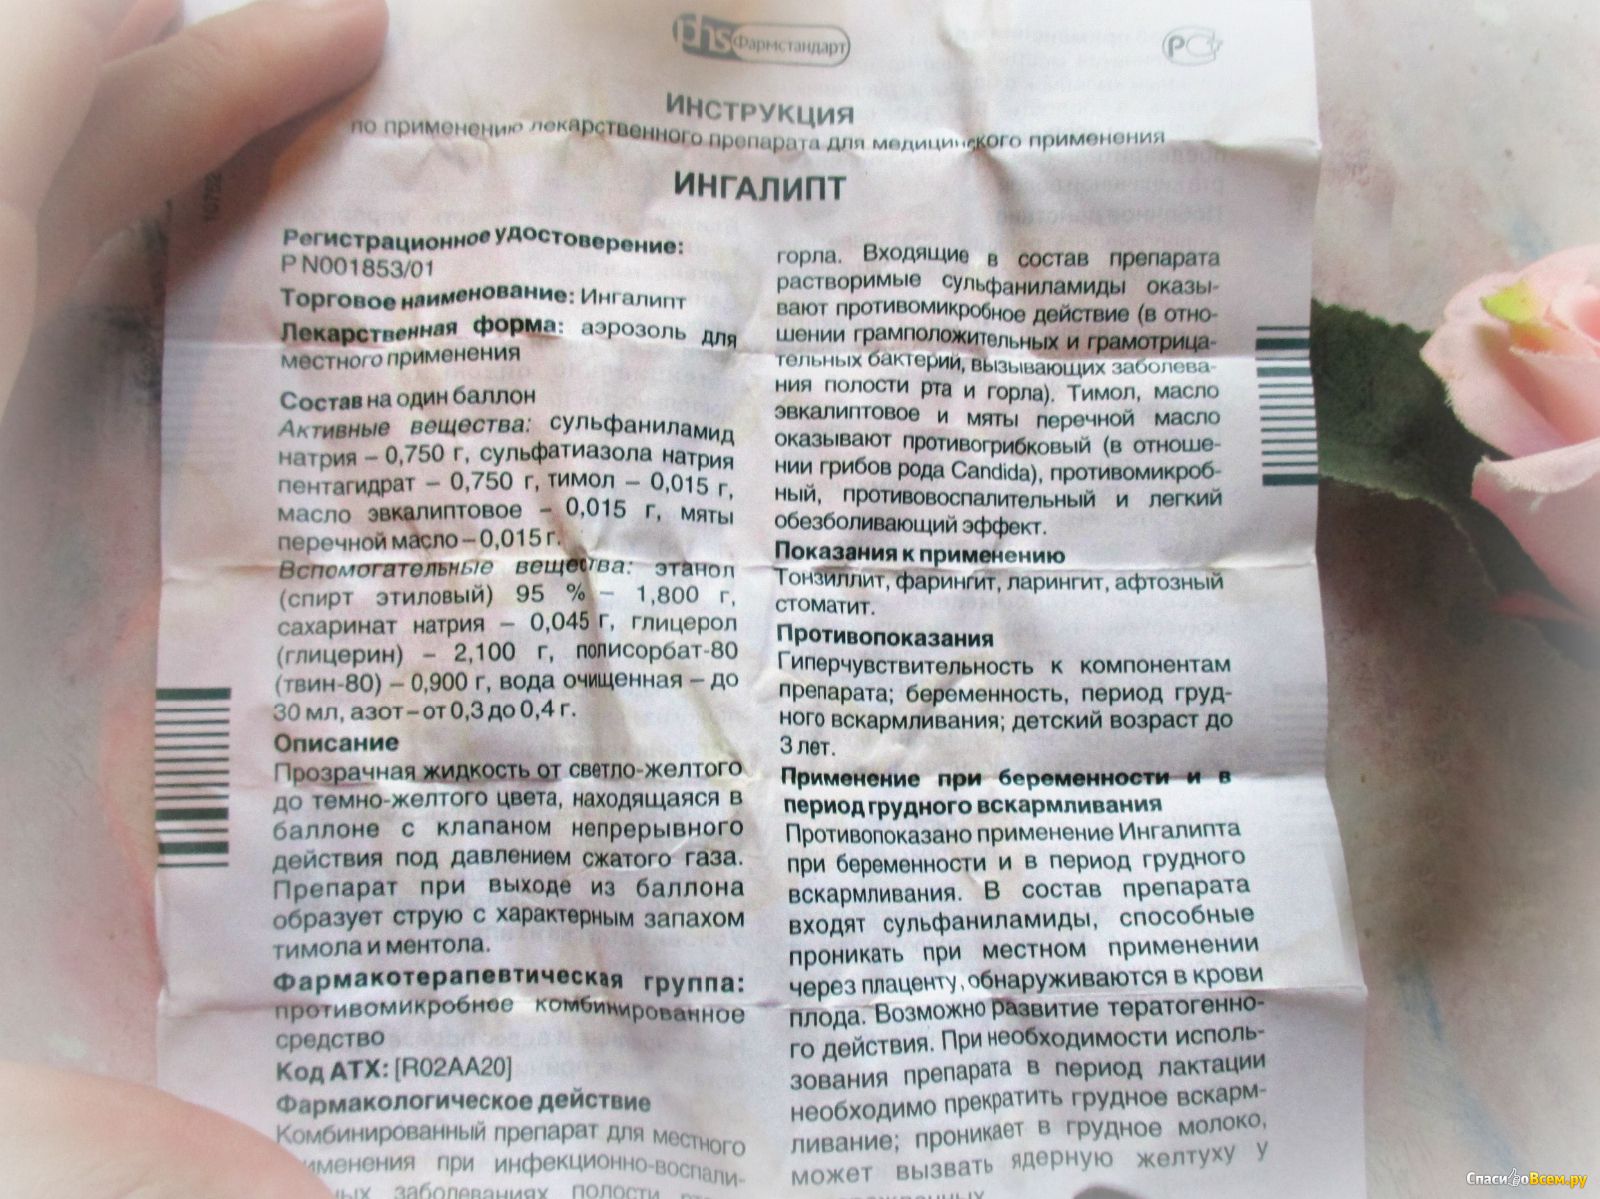 phs Фармстандарт
РСТ
ИНСТРУКЦИЯ
по применению лекарственного препарата для медицинского применения
ИНГАЛИПТ
Регистрационное удостоверение:
Р N001853/01
Торговое наименование: Ингалипт
Лекарственная форма: аэрозоль для
местного применения
Состав на один баллон
Активные вещества: сульфаниламид
натрия – 0,750 г, сульфатиазола натрия
пентагидрат – 0,750 г, тимол – 0,015 г,
масло эвкалиптовое – 0,015 г, мяты
перечной масло – 0,015 г.
Вспомогательные вещества: этанол
(спирт этиловый) 95 % – 1,800 г,
сахаринат натрия – 0,045 г, глицерол
(глицерин) – 2,100 г, полисорбат-80
(твин-80) – 0,900 г, вода очищенная – до
30 мл, азот – от 0,3 до 0,4 г.
Описание
Прозрачная жидкость от светло-желтого
до темно-желтого цвета, находящаяся в
баллоне с клапаном непрерывного
действия под давлением сжатого газа.
Препарат при выходе из баллона
образует струю с характерным запахом
тимола и ментола.
Фармакотерапевтическая группа:
противомикробное комбинированное
средство
Код АТХ: [R02AA20]
Фармакологическое действие
Комбинированный препарат для местного
именения при инфекционно-воспали-
ных заболеваниях полости
горла. Входящие в состав препарата
растворимые сульфаниламиды оказы-
вают противомикробное действие (в отно-
шении грамположительных и грамотрица-
тельных бактерий, вызывающих заболева-
ния полости рта и горла). Тимол, масло
эвкалиптовое и мяты перечной масло
оказывают противогрибковый (в отноше-
нии грибов рода Candida), противомикроб-
ный, противовоспалительный и легкий
обезболивающий эффект.
Показания к применению
Тонзиллит, фарингит, ларингит, афтозный
стоматит.
Противопоказания
Гиперчувствительность к компонентам
препарата; беременность, период груд-
ного вскармливания; детский возраст до
3 лет.
Применение при беременности и в
период грудного вскармливания
Противопоказано применение Ингалипта
при беременности и в период грудного
вскармливания. В состав препарата
входят сульфаниламиды, способные
проникать при местном применении
через плаценту, обнаруживаются в крови
плода. Возможно развитие тератогенно-
го действия. При необходимости исполь-
зования препарата в период лактации
необходимо прекратить грудное вскарм-
ливание; проникает в грудное молоко,
может вызвать ядерную желтуху у
СпасибоВсем.ру